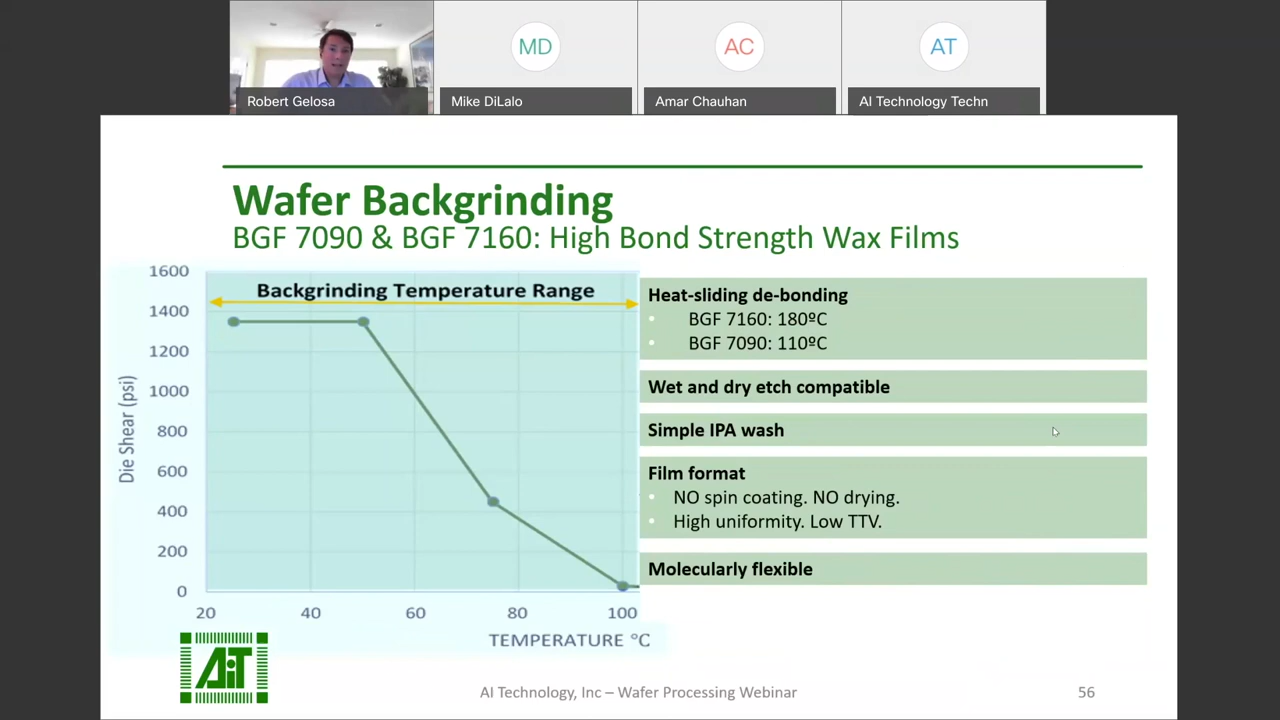 MD
AC
AT
Robert Gelosa
Mike DiLalo
Amar Chauhan
AI Technology Techn
Wafer Backgrinding
BGF 7090 & BGF 7160: High Bond Strength Wax Films
Backgrinding Temperature Range
1600
1400
1200
1000
800
600
400
200
0
Die Shear (psi)
20
40
60
80
100
TEMPERATURE °C
Heat-sliding de-bonding
• BGF 7160: 180ºC
• BGF 7090: 110ºC
Wet and dry etch compatible
Simple IPA wash
Film format
• NO spin coating. NO drying.
• High uniformity. Low TTV.
Molecularly flexible
AiT
AI Technology, Inc – Wafer Processing Webinar
56